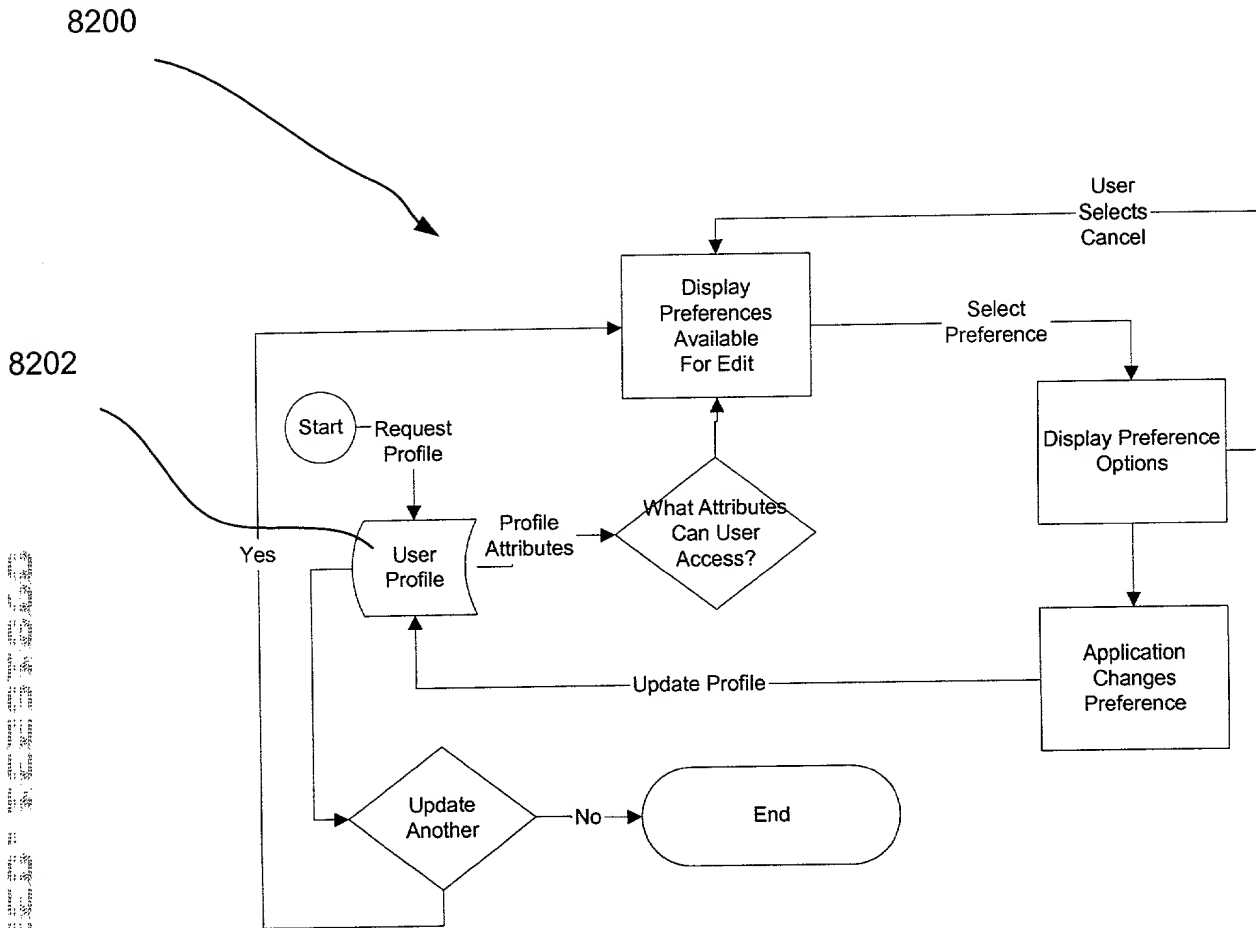 8200
User
Selects
Cancel
Display
Preferences
Available
For Edit
Select
Preference
8202
Start
Request
Profile
Display Preference
Options
What Attributes
Can User
Access?
Profile
Attributes
Yes
User
Profile
Application
Changes
Preference
Update Profile
Update
Another
No
End